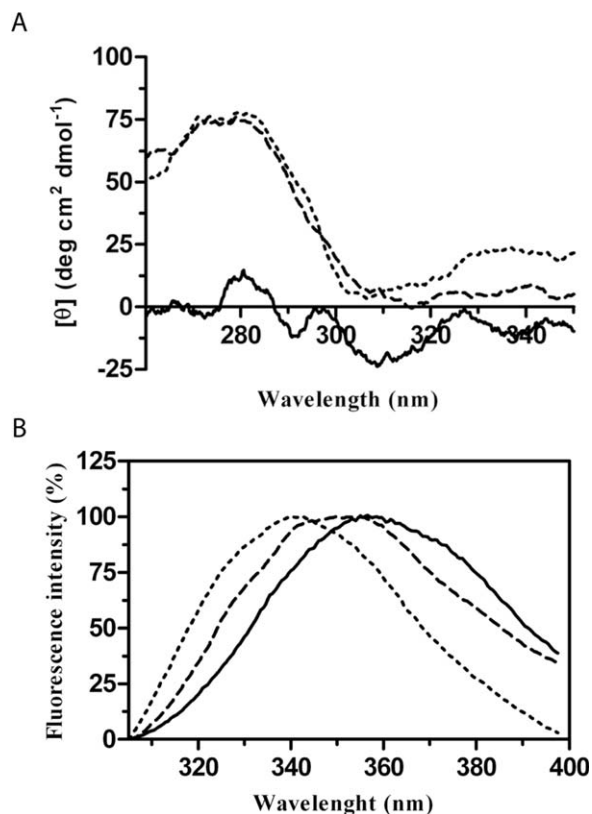 A
100
75
50
25
0
-25
[θ] (deg cm² dmol⁻¹)
280 300 320 340
Wavelength (nm)
B
125
100
75
50
25
0
Fluorescence intensity (%)
320 340 360 380 400
Wavelenght (nm)